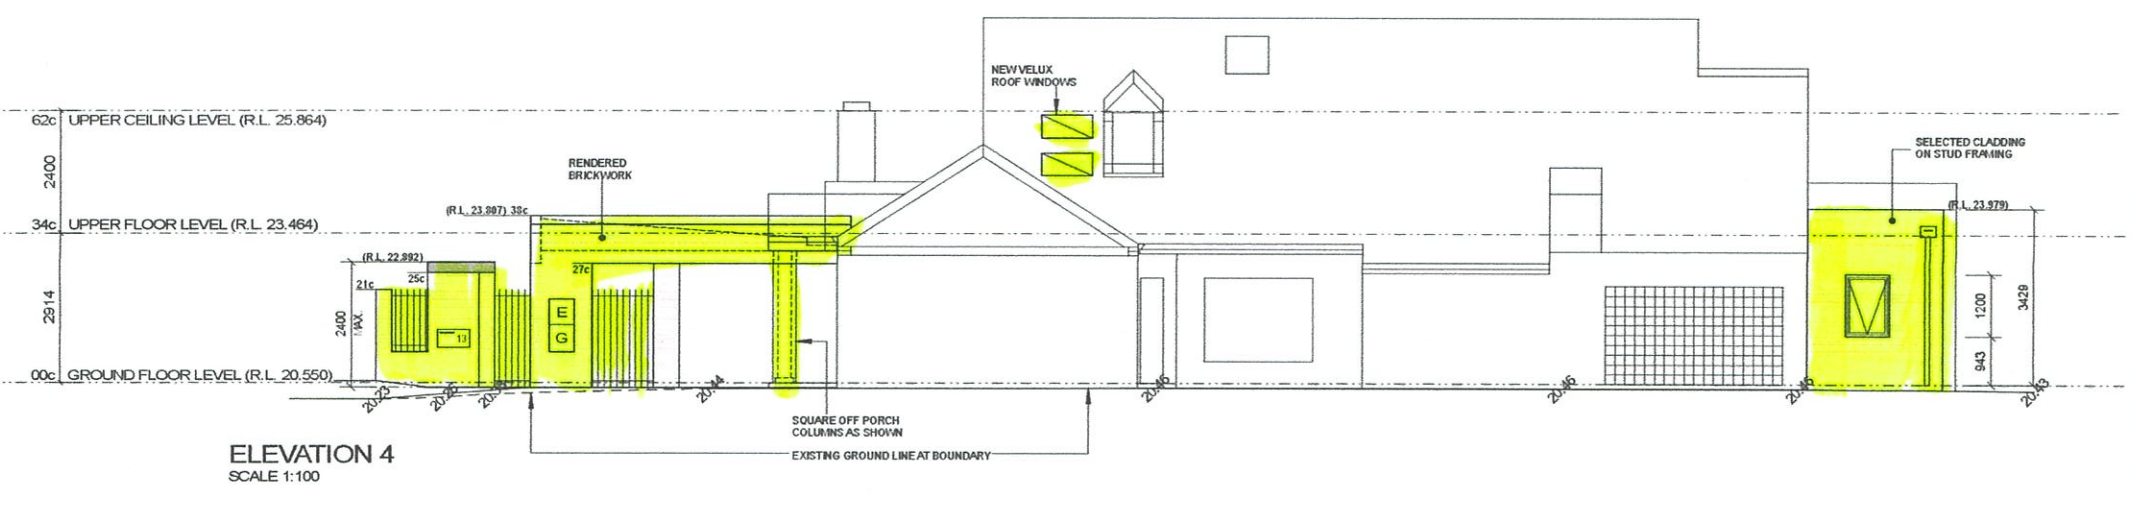 NEW VELUX
ROOF WINDOWS
62c UPPER CEILING LEVEL (R.L. 25.864)
SELECTED CLADDING
ON STUD FRAMING
RENDERED
BRICKWORK
2400
(R.L. 23.807) 38c
(R.L. 23.979)
34c UPPER FLOOR LEVEL (R.L. 23.464)
(R.L. 22.992)
27c
25c
21c
2914
2400
MAX.
E
G
13
1200
3429
943
00c GROUND FLOOR LEVEL (R.L. 20.550)
20.23
20.44
20.46
20.46
20.46
20.43
SQUARE OFF PORCH
COLUMNS AS SHOWN
EXISTING GROUND LINE AT BOUNDARY
ELEVATION 4
SCALE 1:100